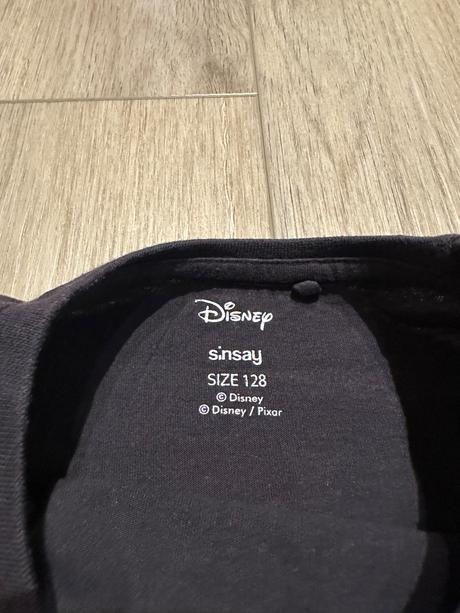 Disney
sinsay
SIZE 128
© Disney
© Disney / Pixar